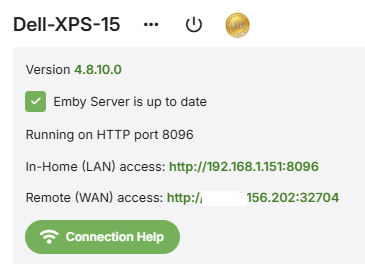 Dell-XPS-15 ...
Version 4.8.10.0
Emby Server is up to date
Running on HTTP port 8096
In-Home (LAN) access: http://192.168.1.151:8096
Remote (WAN) access: http:/ 156.202:32704
Connection Help